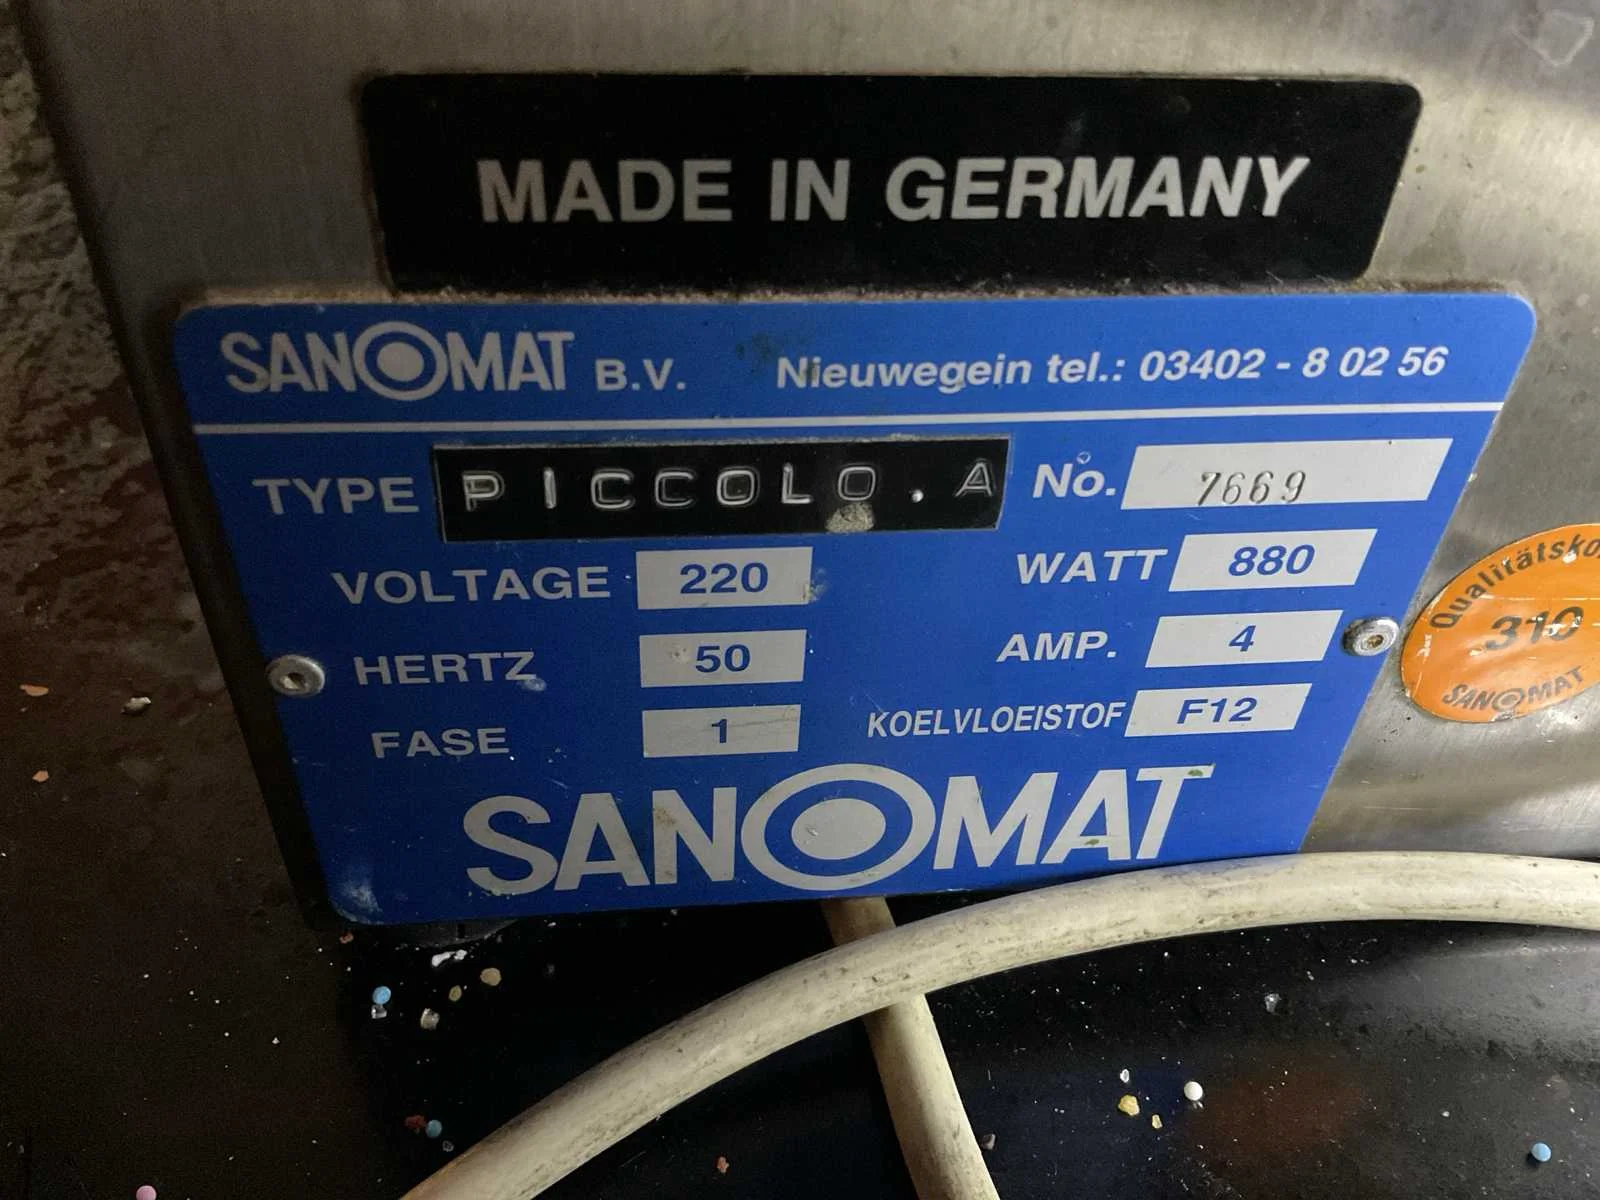 MADE IN GERMANY
SANOMAT B.V. Nieuwegein tel.: 03402 - 8 02 56
TYPE PICCOLO.A No. 7669
VOLTAGE 220 WATT 880
HERTZ 50 AMP. 4
FASE 1 KOELVLOEISTOF F12
SANOMAT
310
SANOMAT